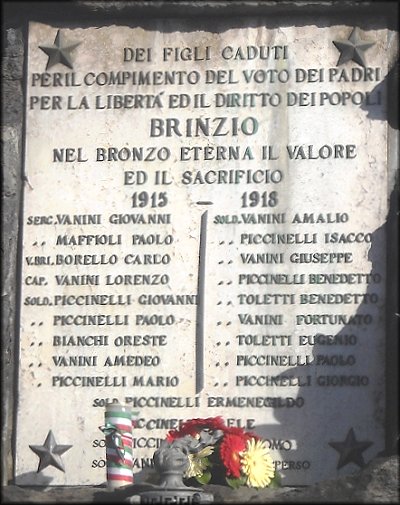 DEI FIGLI CADUTI
PER IL COMPIMENTO DEL VOTO DEI PADRI
PER LA LIBERTÁ ED IL DIRITTO DEI POPOLI
BRINZIO
NEL BRONZO ETERNA IL VALORE
ED IL SACRIFICIO
1915 – 1918
SERG. VANINI GIOVANNI
,, MAFFIOLI PAOLO
V.BRI. BORELLO CARLO
CAP. VANINI LORENZO
SOLD. PICCINELLI GIOVANNI
,, PICCINELLI PAOLO
,, BIANCHI ORESTE
,, VANINI AMEDEO
,, PICCINELLI MARIO
SOLD. VANINI AMALIO
,, PICCINELLI ISACCO
,, VANINI GIUSEPPE
,, PICCINELLI BENEDETTO
,, TOLETTI BENEDETTO
,, VANINI FORTUNATO
,, TOLETTI EUGENIO
,, PICCINELLI PAOLO
,, PICCINELLI GIORGIO
SOLD. PICCINELLI ERMENEGILDO